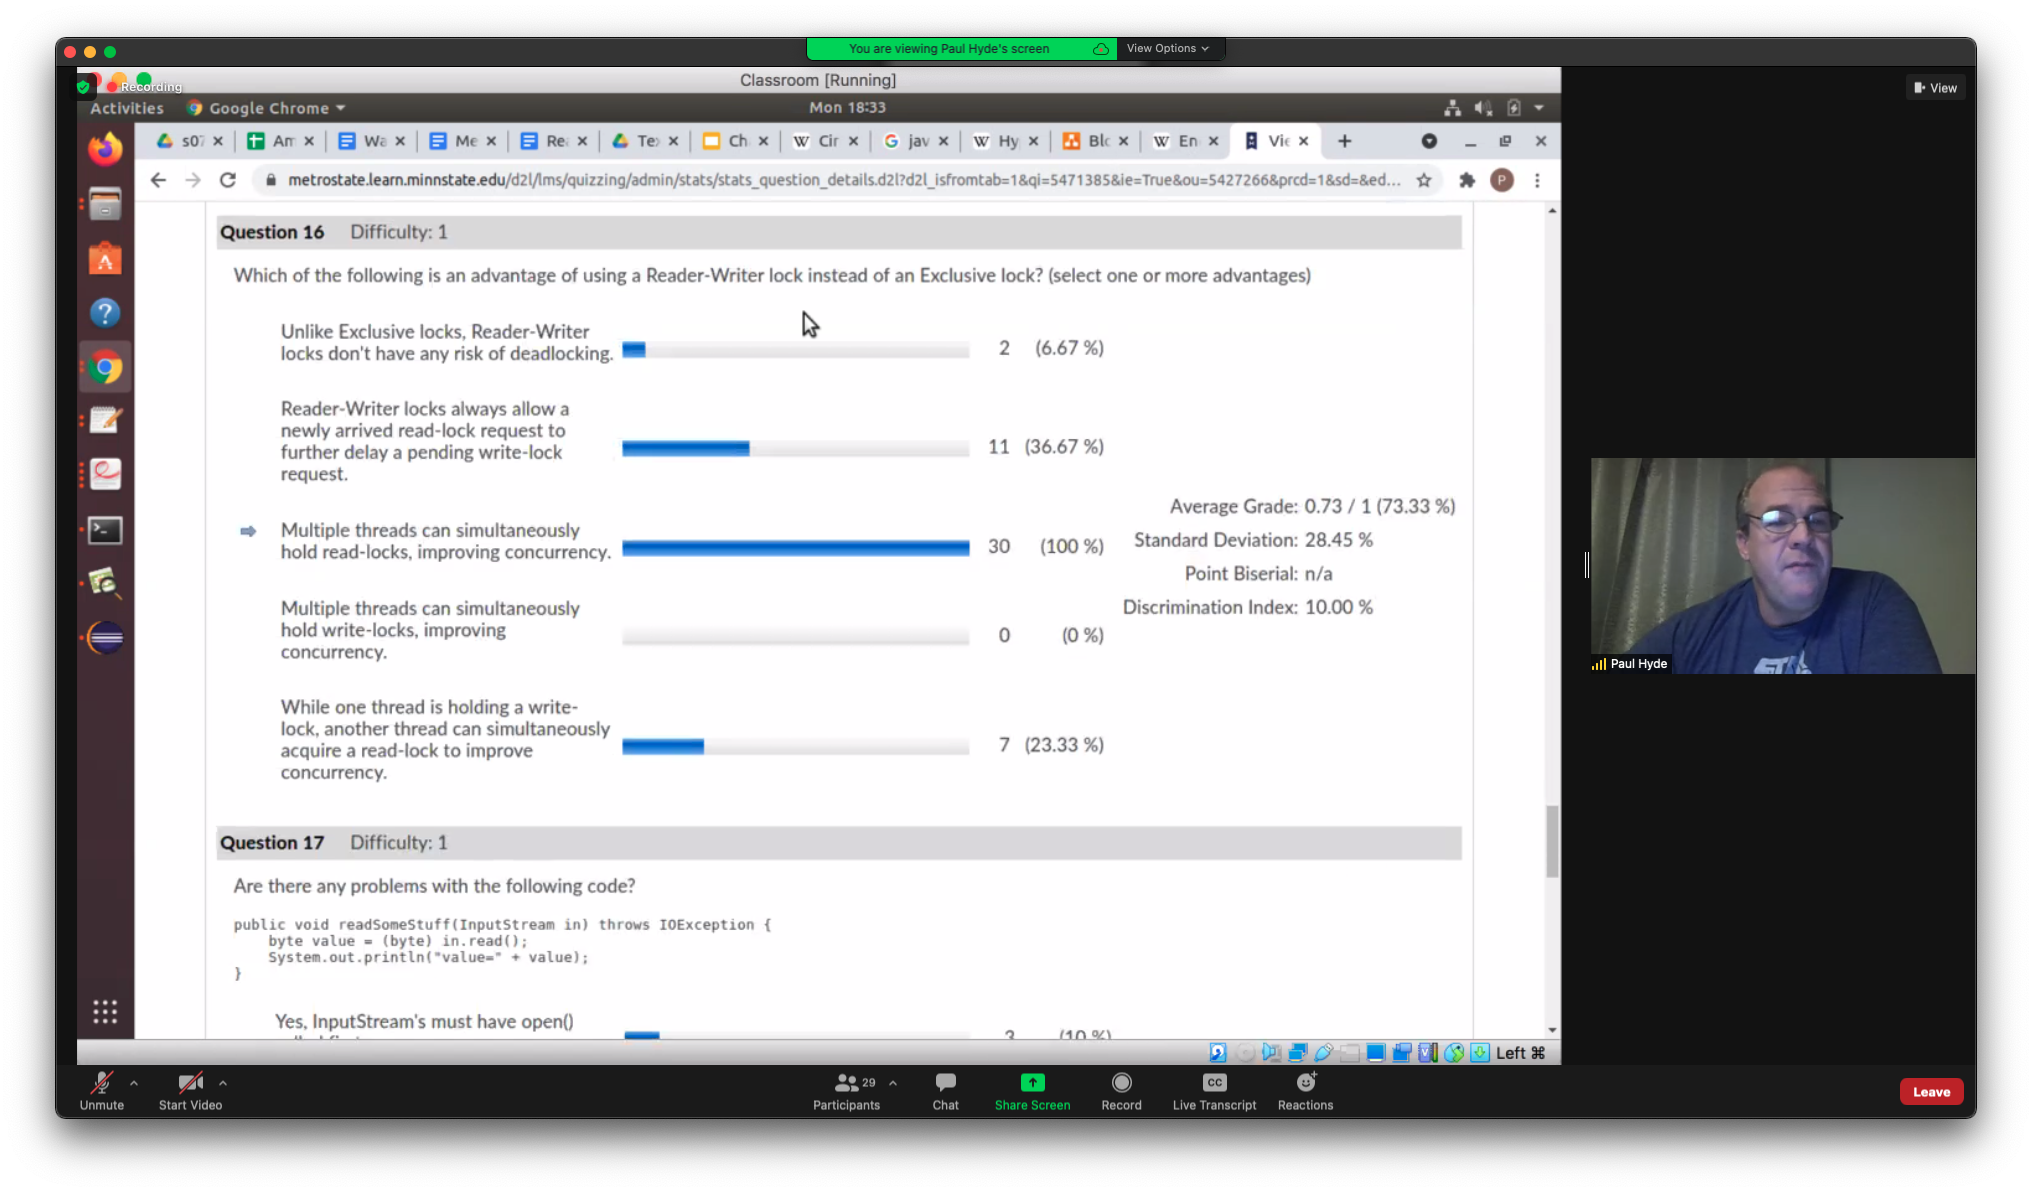 You are viewing Paul Hyde's screen
View Options
Classroom [Running]
Recording
View
Activities
Google Chrome
Mon 18:33
s07
An
Wa
Me
Re
Te
Ch
Cir
jav
Hy
Blo
En
Vie
metrostate.learn.minnstate.edu/d2l/lms/quizzing/admin/stats/stats_question_details.d2l?d2l_isfromtab=1&qi=5471385&ie=True&ou=5427266&prcd=1&sd=&ed...
P
Question 16 Difficulty: 1
Which of the following is an advantage of using a Reader-Writer lock instead of an Exclusive lock? (select one or more advantages)
Unlike Exclusive locks, Reader-Writer
locks don't have any risk of deadlocking.
2 (6.67 %)
Reader-Writer locks always allow a
newly arrived read-lock request to
further delay a pending write-lock
request.
11 (36.67 %)
Multiple threads can simultaneously
hold read-locks, improving concurrency.
30 (100 %)
Multiple threads can simultaneously
hold write-locks, improving
concurrency.
0 (0 %)
While one thread is holding a write-
lock, another thread can simultaneously
acquire a read-lock to improve
concurrency.
7 (23.33 %)
Average Grade: 0.73 / 1 (73.33 %)
Standard Deviation: 28.45 %
Point Biserial: n/a
Discrimination Index: 10.00 %
Paul Hyde
Question 17 Difficulty: 1
Are there any problems with the following code?
public void readSomeStuff(InputStream in) throws IOException {
byte value = (byte) in.read();
System.out.println("value=" + value);
}
Yes, InputStream's must have open()
3 (10 %)
Left ⌘
Unmute
Start Video
29
Participants
Chat
Share Screen
Record
CC
Live Transcript
Reactions
Leave